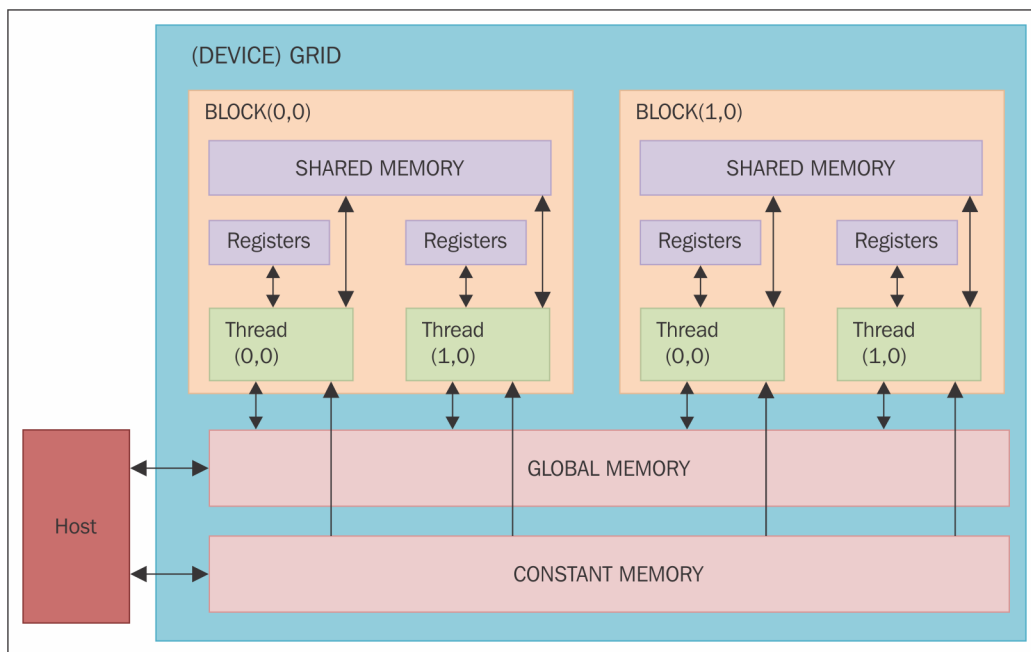 (DEVICE) GRID
BLOCK(0,0)
SHARED MEMORY
Registers
Registers
Thread
(0,0)
Thread
(1,0)
BLOCK(1,0)
SHARED MEMORY
Registers
Registers
Thread
(0,0)
Thread
(1,0)
Host
GLOBAL MEMORY
CONSTANT MEMORY